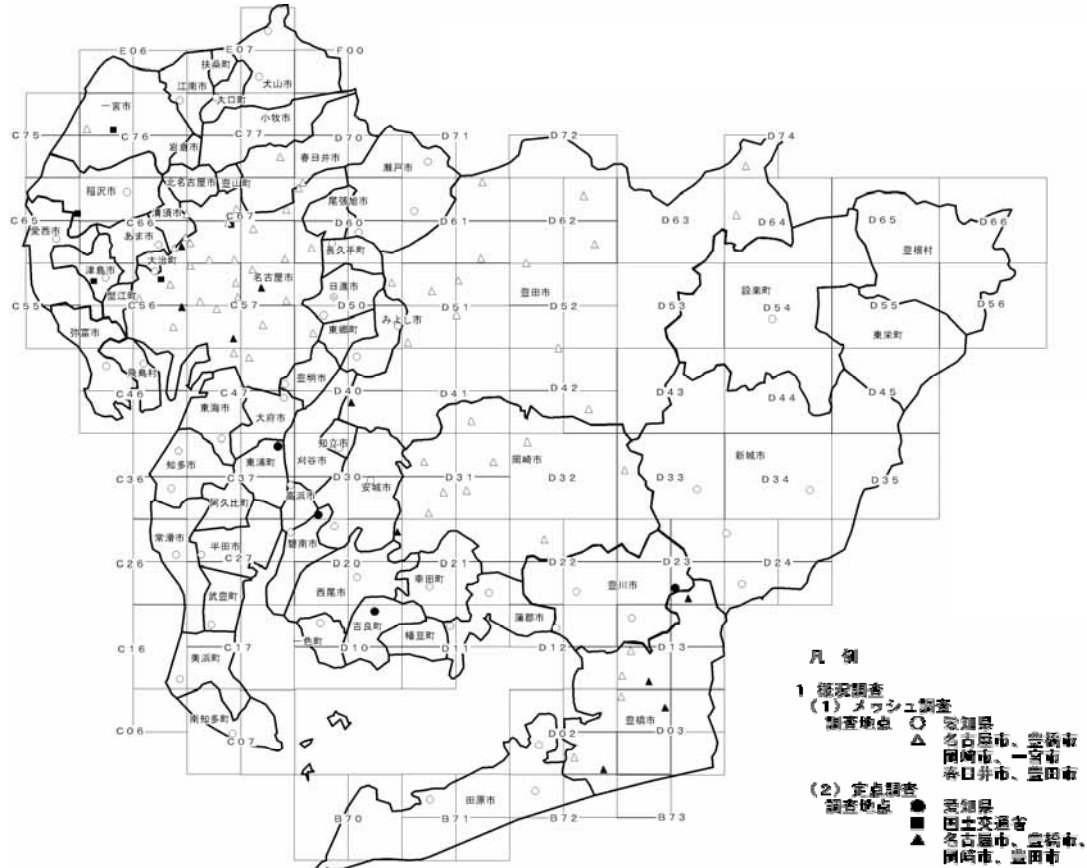 E06 E07 F00
扶桑町
江南市 犬山市
大口町
一宮市
小牧市
C75 C76 C77 D70 D71 D72 D74
岩倉市
春日井市 瀬戸市
北名古屋市 豊山町
稲沢市
尾張旭市
清須市
C65 C66 C67 D60 D61 D62 D63 D64 D65 D66
愛西市 あま市
長久手町 豊根村
大治町
津島市 名古屋市
日進市 豊田市 設楽町
蟹江町
C55 C56 C57 D50 D51 D52 D53 D54 D55 D56
みよし市
弥富市 東郷町 東栄町
飛島村 豊明市
C46 C47 D40 D41 D42 D43 D44 D45
東海市 大府市
知立市
知多市 東浦町 刈谷市 岡崎市 新城市
C36 C37 D30 D31 D32 D33 D34 D35
高浜市 安城市
阿久比町
常滑市 半田市 碧南市
C26 C27 D20 D21 D22 D23 D24
幸田町 豊川市
武豊町 西尾市
吉良町 蒲郡市
一色町 幡豆町
C16 C17 D10 D11 D12 D13
美浜町
南知多町 豊橋市
C06 C07 D02 D03
田原市
B70 B71 B72 B73
凡 例
1 概況調査
(1) メッシュ調査
調査地点 ○ 愛知県
△ 名古屋市、豊橋市
岡崎市、一宮市
春日井市、豊田市
(2) 定点調査
調査地点 ● 愛知県
■ 国土交通省
▲ 名古屋市、豊橋市、
岡崎市、豊田市